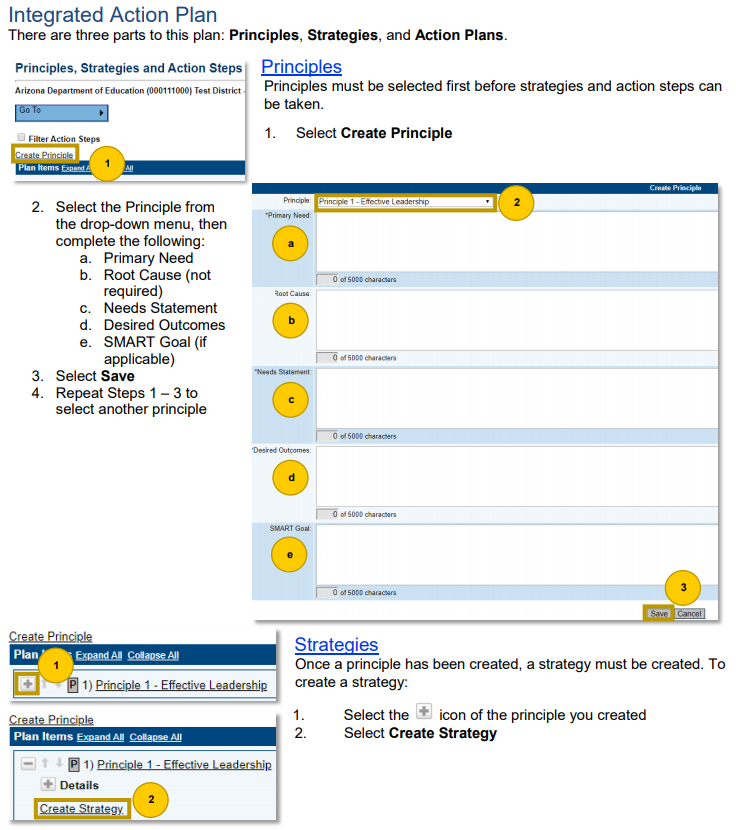 Integrated Action Plan
There are three parts to this plan: Principles, Strategies, and Action Plans.
Principles, Strategies and Action Steps
Arizona Department of Education (000111000) Test District -
Go To
Filter Action Steps
Create Principle
Plan Items Expand A All
1
Principles
Principles must be selected first before strategies and action steps can
be taken.
1. Select Create Principle
2. Select the Principle from
the drop-down menu, then
complete the following:
a. Primary Need
b. Root Cause (not
required)
c. Needs Statement
d. Desired Outcomes
e. SMART Goal (if
applicable)
3. Select Save
4. Repeat Steps 1 – 3 to
select another principle
Create Principle
Principle: Principle 1 - Effective Leadership
2
*Primary Need:
a
0 of 5000 characters
Root Cause:
b
0 of 5000 characters
*Needs Statement:
c
0 of 5000 characters
*Desired Outcomes:
d
0 of 5000 characters
SMART Goal:
e
0 of 5000 characters
3
Save Cancel
Create Principle
Plan Expand All Collapse All
1
P 1) Principle 1 - Effective Leadership
Create Principle
Plan Items Expand All Collapse All
P 1) Principle 1 - Effective Leadership
Details
Create Strategy
2
Strategies
Once a principle has been created, a strategy must be created. To
create a strategy:
1. Select the + icon of the principle you created
2. Select Create Strategy